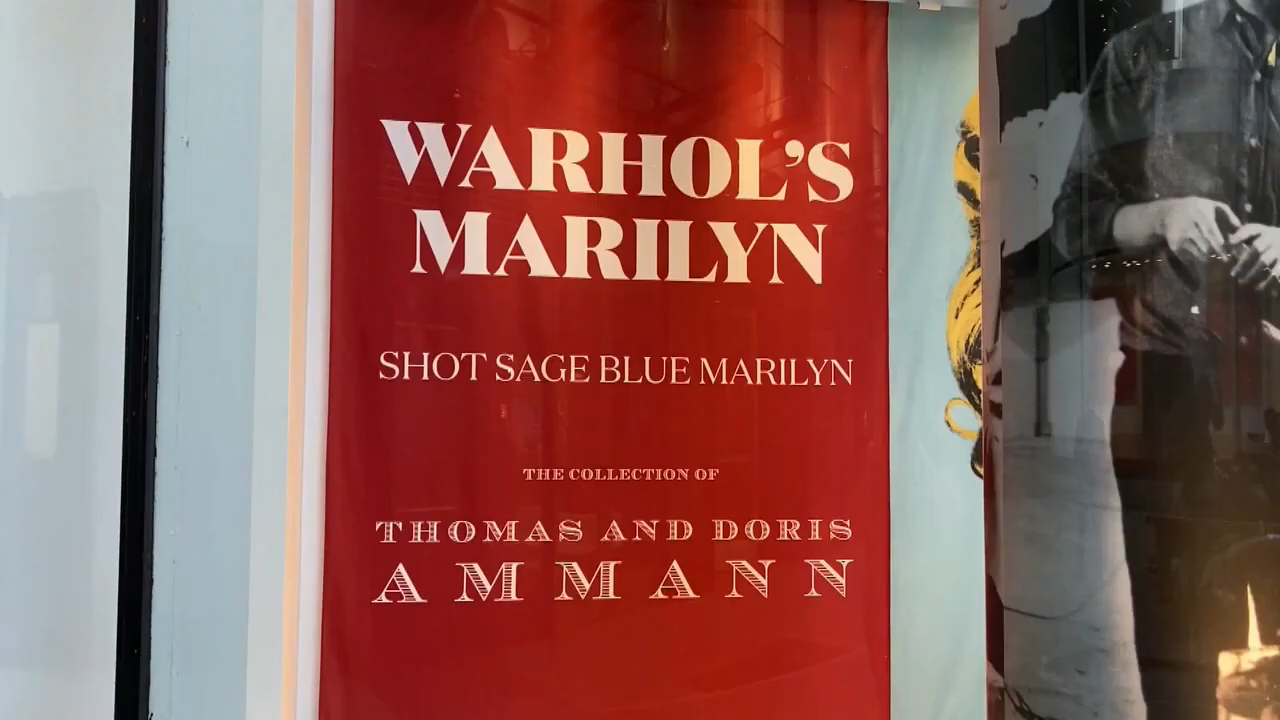 WARHOL'S
MARILYN
SHOT SAGE BLUE MARILYN
THE COLLECTION OF
THOMAS AND DORIS
AMMANN